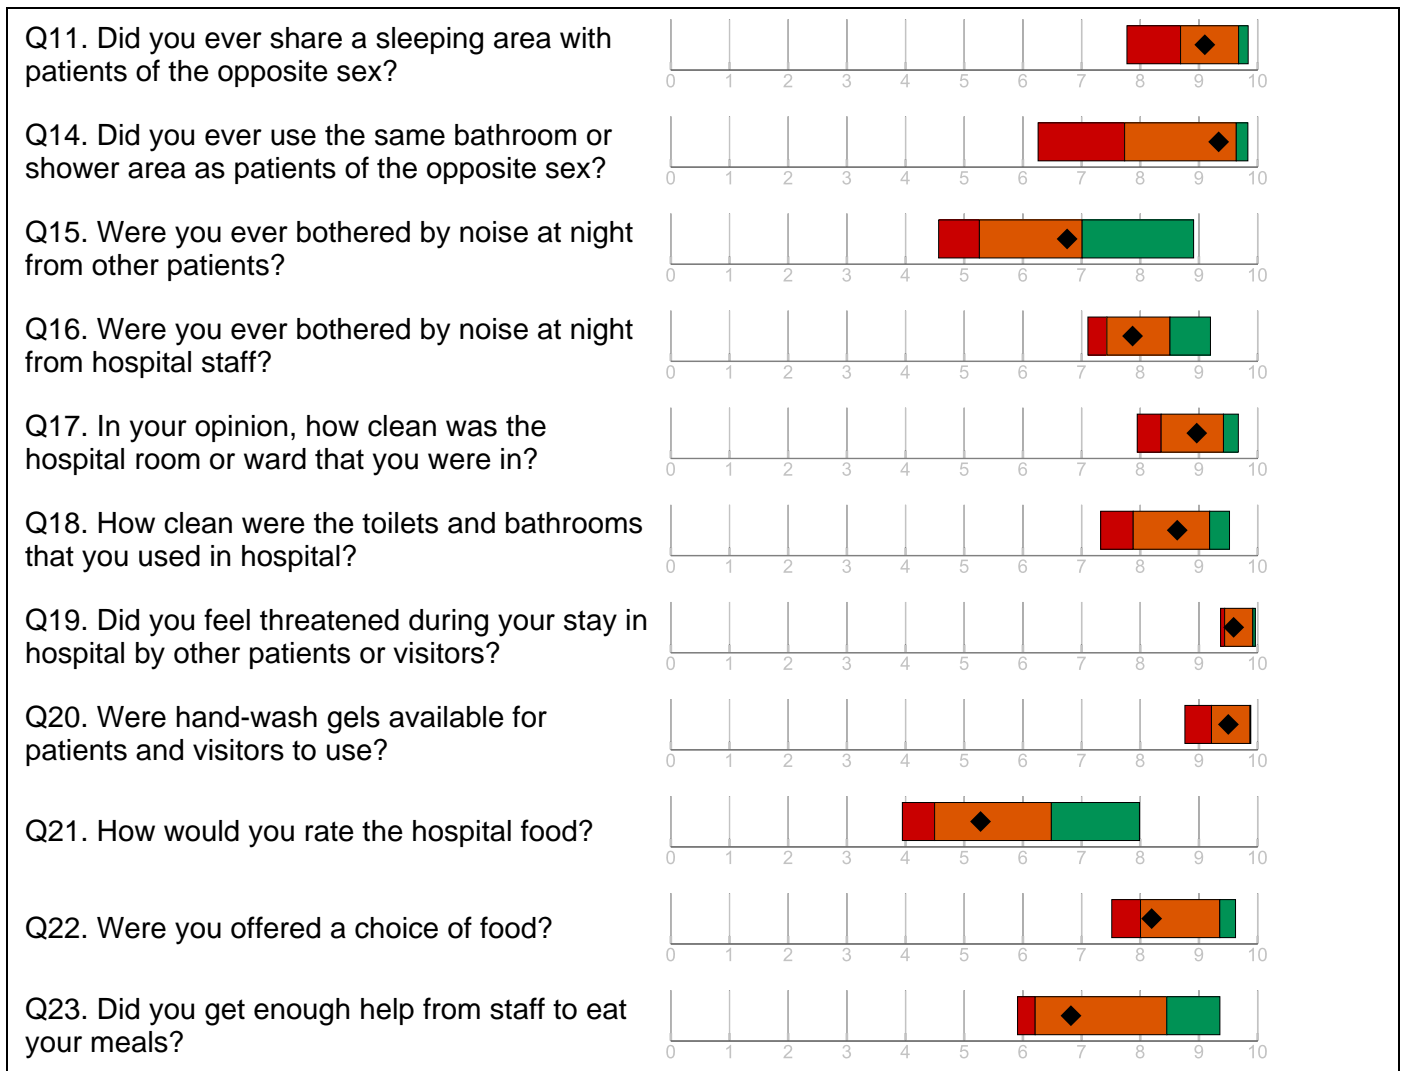 Q11. Did you ever share a sleeping area with
patients of the opposite sex?
0 1 2 3 4 5 6 7 8 9 10
Q14. Did you ever use the same bathroom or
shower area as patients of the opposite sex?
0 1 2 3 4 5 6 7 8 9 10
Q15. Were you ever bothered by noise at night
from other patients?
0 1 2 3 4 5 6 7 8 9 10
Q16. Were you ever bothered by noise at night
from hospital staff?
0 1 2 3 4 5 6 7 8 9 10
Q17. In your opinion, how clean was the
hospital room or ward that you were in?
0 1 2 3 4 5 6 7 8 9 10
Q18. How clean were the toilets and bathrooms
that you used in hospital?
0 1 2 3 4 5 6 7 8 9 10
Q19. Did you feel threatened during your stay in
hospital by other patients or visitors?
0 1 2 3 4 5 6 7 8 9 10
Q20. Were hand-wash gels available for
patients and visitors to use?
0 1 2 3 4 5 6 7 8 9 10
Q21. How would you rate the hospital food?
0 1 2 3 4 5 6 7 8 9 10
Q22. Were you offered a choice of food?
0 1 2 3 4 5 6 7 8 9 10
Q23. Did you get enough help from staff to eat
your meals?
0 1 2 3 4 5 6 7 8 9 10